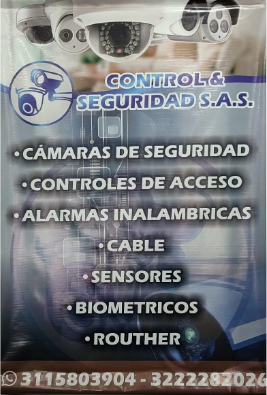 CONTROL &
SEGURIDAD S.A.S.
• CÁMARAS DE SEGURIDAD
• CONTROLES DE ACCESO
• ALARMAS INALAMBRICAS
• CABLE
• SENSORES
• BIOMETRICOS
• ROUTHER
3115803904 - 3222282026